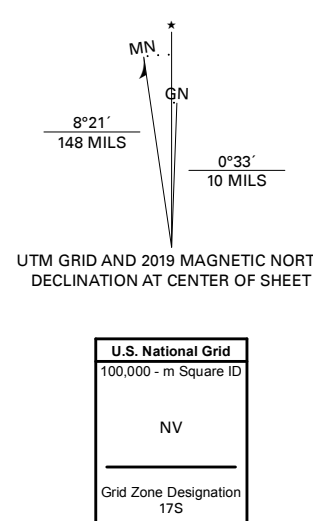 MN
GN
8°21´
148 MILS
0°33´
10 MILS
UTM GRID AND 2019 MAGNETIC NORT
DECLINATION AT CENTER OF SHEET
U.S. National Grid
100,000 - m Square ID
NV
Grid Zone Designation
17S